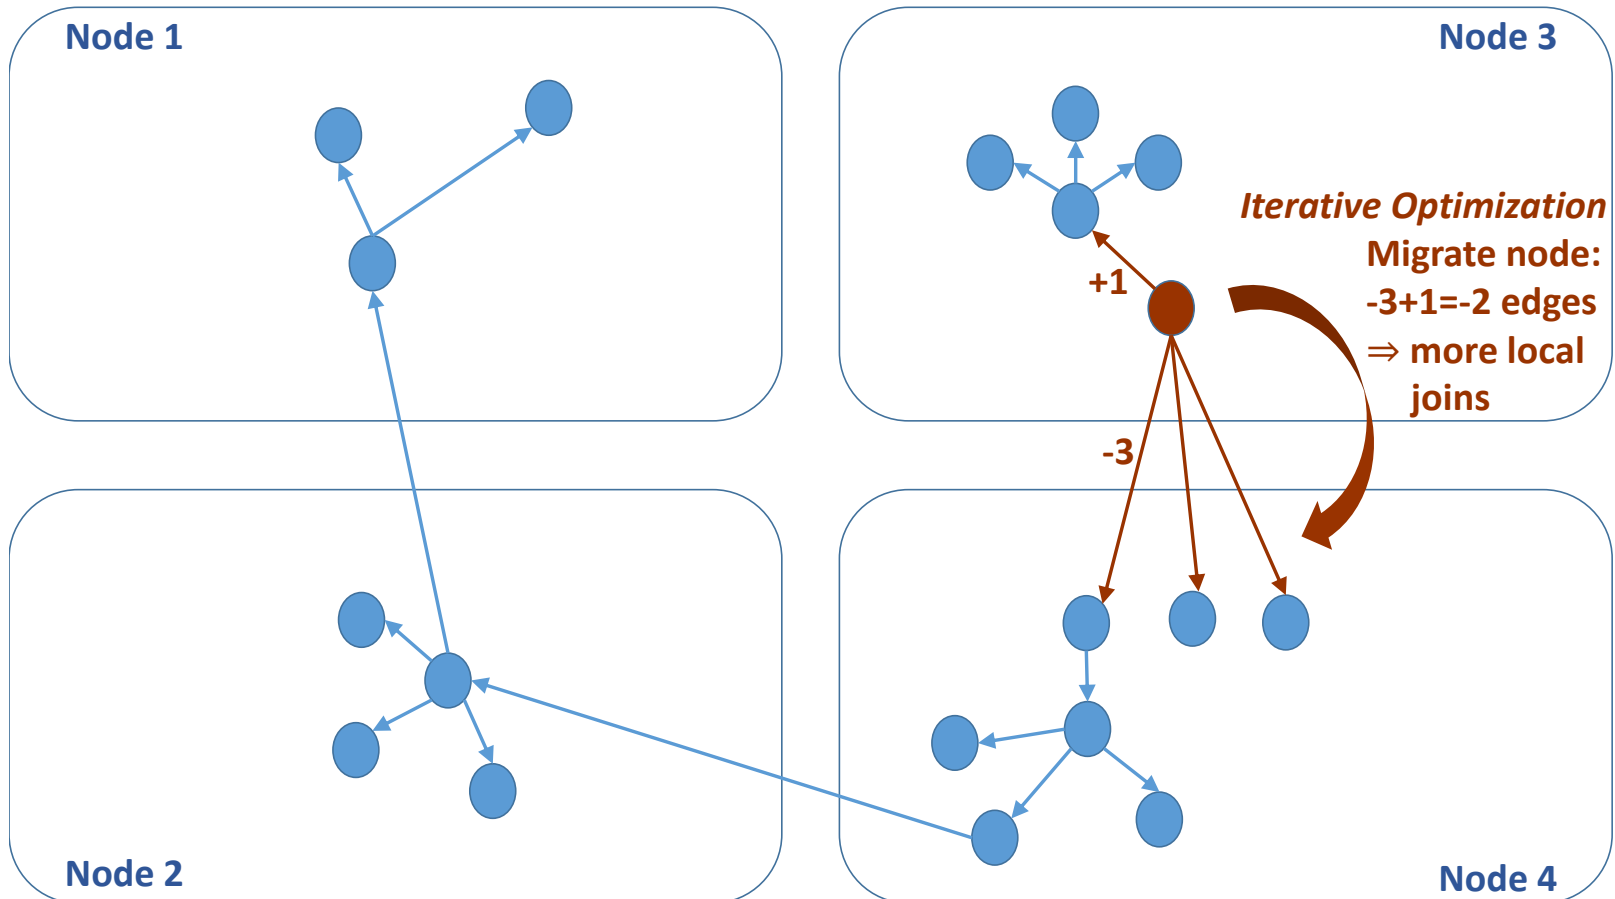 Node 1
Node 3
Iterative Optimization
Migrate node:
-3+1=-2 edges
⇒ more local
joins
+1
-3
Node 2
Node 4